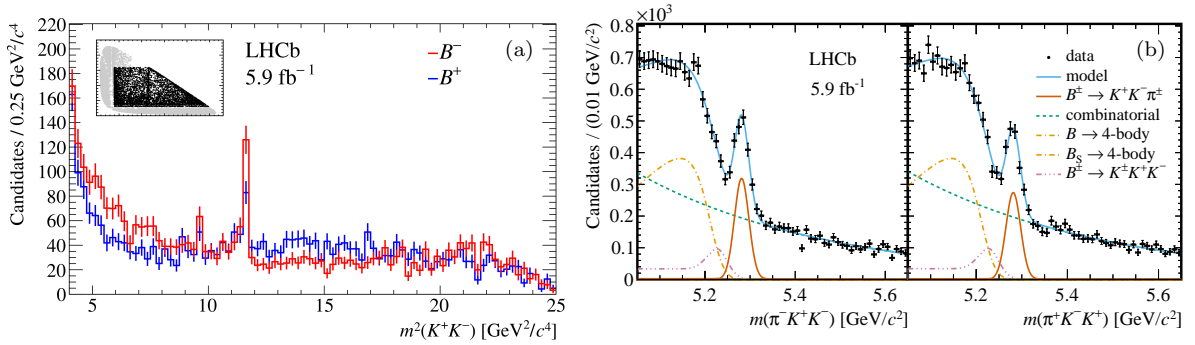 LHCb
5.9 fb⁻¹
B⁻
B⁺
(a)
Candidates / 0.25 GeV²/c⁴
220
200
180
160
140
120
100
80
60
40
20
0
5
10
15
20
25
m²(K⁺K⁻) [GeV²/c⁴]
×10³
LHCb
5.9 fb⁻¹
(b)
data
model
B± → K⁺K⁻π±
combinatorial
B → 4-body
B_S → 4-body
B± → K±K⁺K⁻
Candidates / (0.01 GeV/c²)
0.8
0.7
0.6
0.5
0.4
0.3
0.2
0.1
0
5.2
5.4
5.6
5.2
5.4
5.6
m(π⁻K⁺K⁻) [GeV/c²]
m(π⁺K⁻K⁺) [GeV/c²]